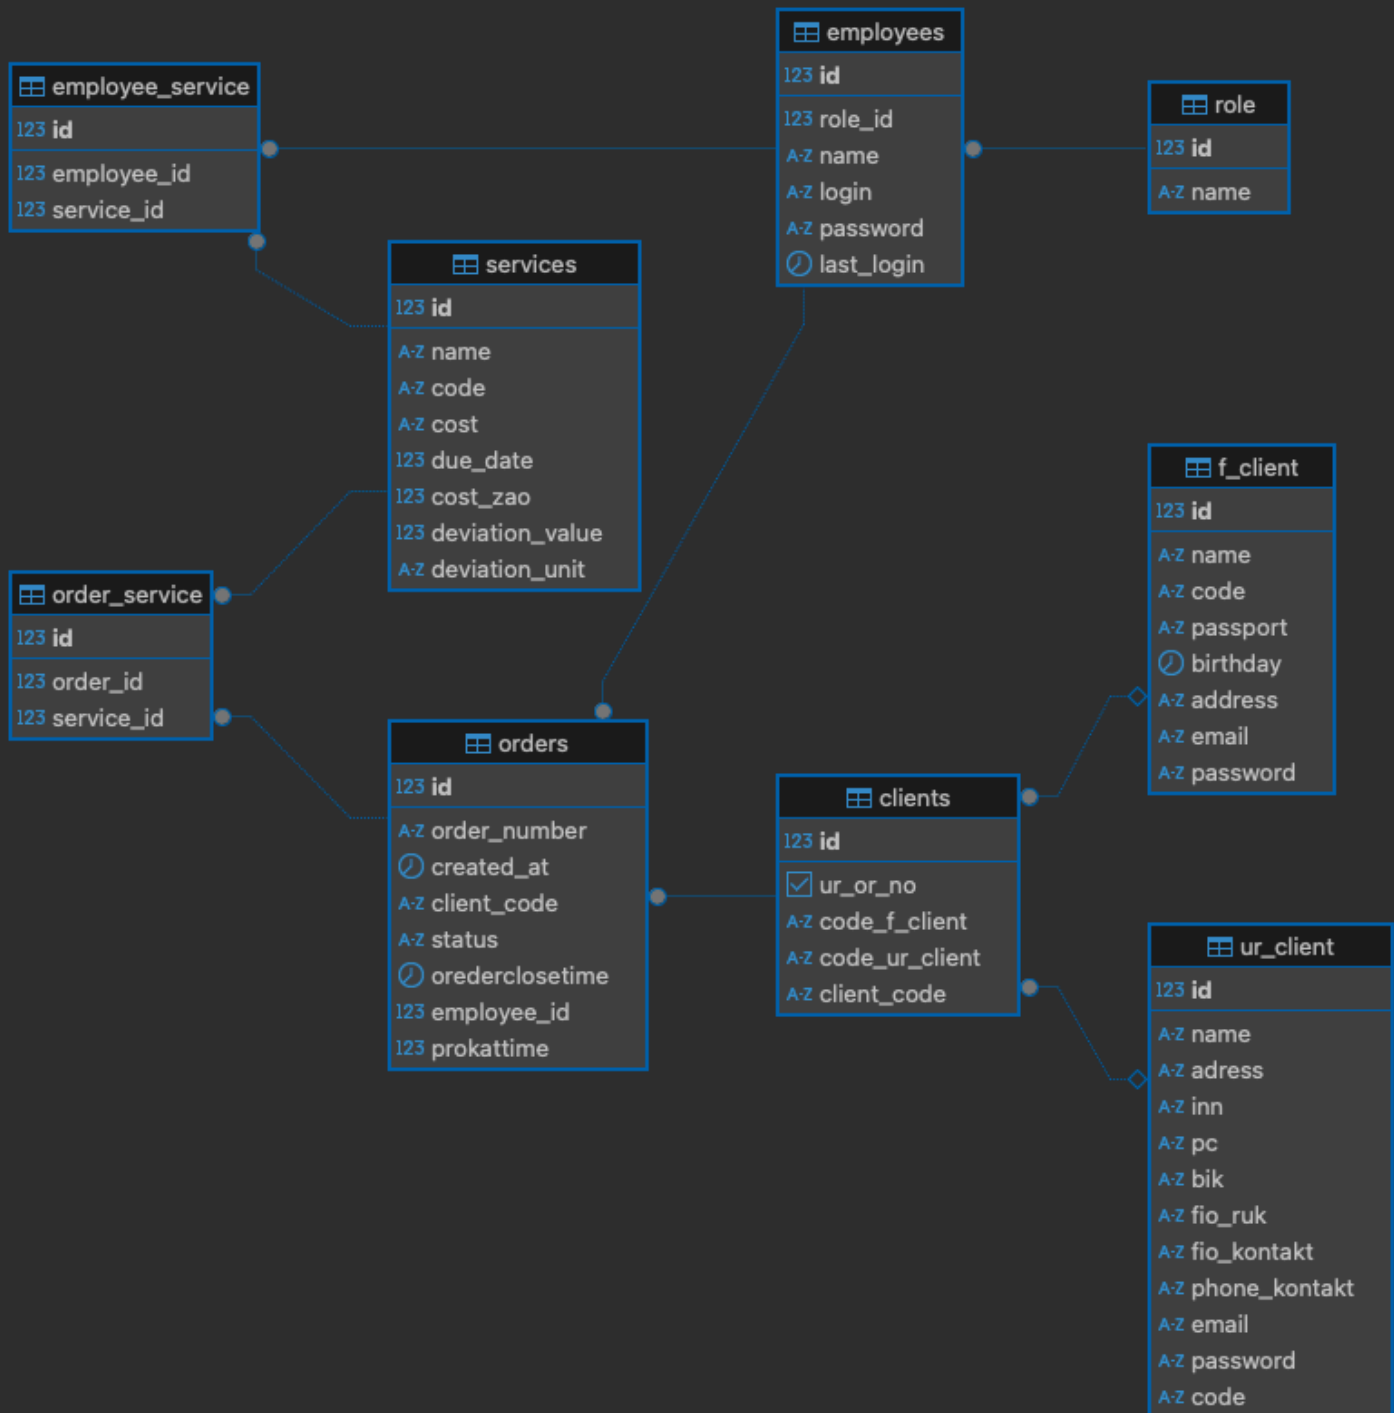 employee_service
123 id
123 employee_id
123 service_id
employees
123 id
123 role_id
A-Z name
A-Z login
A-Z password
last_login
role
123 id
A-Z name
services
123 id
A-Z name
A-Z code
A-Z cost
123 due_date
123 cost_zao
123 deviation_value
A-Z deviation_unit
order_service
123 id
123 order_id
123 service_id
orders
123 id
A-Z order_number
created_at
A-Z client_code
A-Z status
orederclosetime
123 employee_id
123 prokattime
clients
123 id
ur_or_no
A-Z code_f_client
A-Z code_ur_client
A-Z client_code
f_client
123 id
A-Z name
A-Z code
A-Z passport
birthday
A-Z address
A-Z email
A-Z password
ur_client
123 id
A-Z name
A-Z adress
A-Z inn
A-Z pc
A-Z bik
A-Z fio_ruk
A-Z fio_kontakt
A-Z phone_kontakt
A-Z email
A-Z password
A-Z code